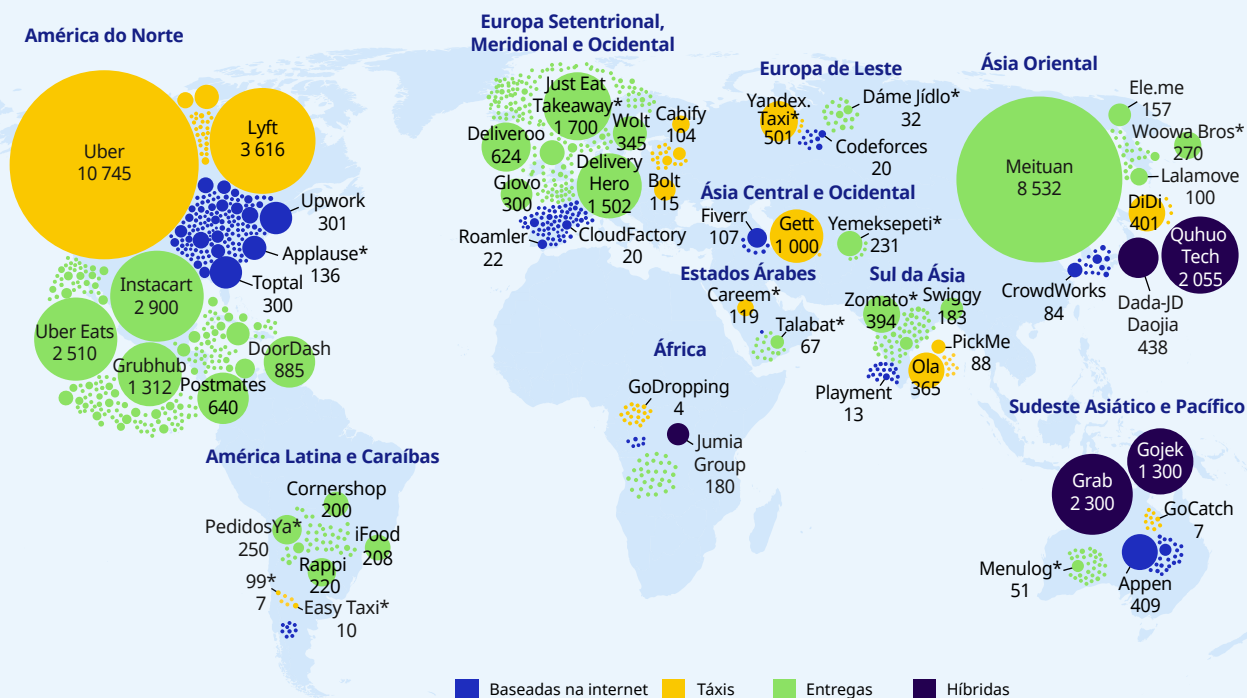 América do Norte
Uber
10 745
Lyft
3 616
Upwork
301
Applause*
136
Toptal
300
Instacart
2 900
Uber Eats
2 510
Grubhub
1 312
DoorDash
885
Postmates
640
América Latina e Caraíbas
Cornershop
200
PedidosYa*
250
iFood
208
Rappi
220
99*
7
Easy Taxi*
10
Europa Setentrional,
Meridional e Ocidental
Just Eat
Takeaway*
1 700
Wolt
345
Cabify
104
Deliveroo
624
Delivery
Hero
1 502
Glovo
300
Bolt
115
Roamler
22
CloudFactory
20
Europa de Leste
Yandex.
Taxi*
501
Dáme Jídlo*
32
Codeforces
20
Ásia Central e Ocidental
Fiverr
107
Gett
1 000
Yemeksepeti*
231
Estados Árabes
Careem*
119
Talabat*
67
Sul da Ásia
Zomato*
394
Swiggy
183
PickMe
88
Ola
365
Playment
13
África
GoDropping
4
Jumia
Group
180
Ásia Oriental
Meituan
8 532
Ele.me
157
Woowa Bros*
270
Lalamove
100
DiDi
401
Quhuo
Tech
2 055
CrowdWorks
84
Dada-JD
Daojia
438
Sudeste Asiático e Pacífico
Gojek
1 300
Grab
2 300
GoCatch
7
Menulog*
51
Appen
409
Baseadas na internet
Táxis
Entregas
Híbridas